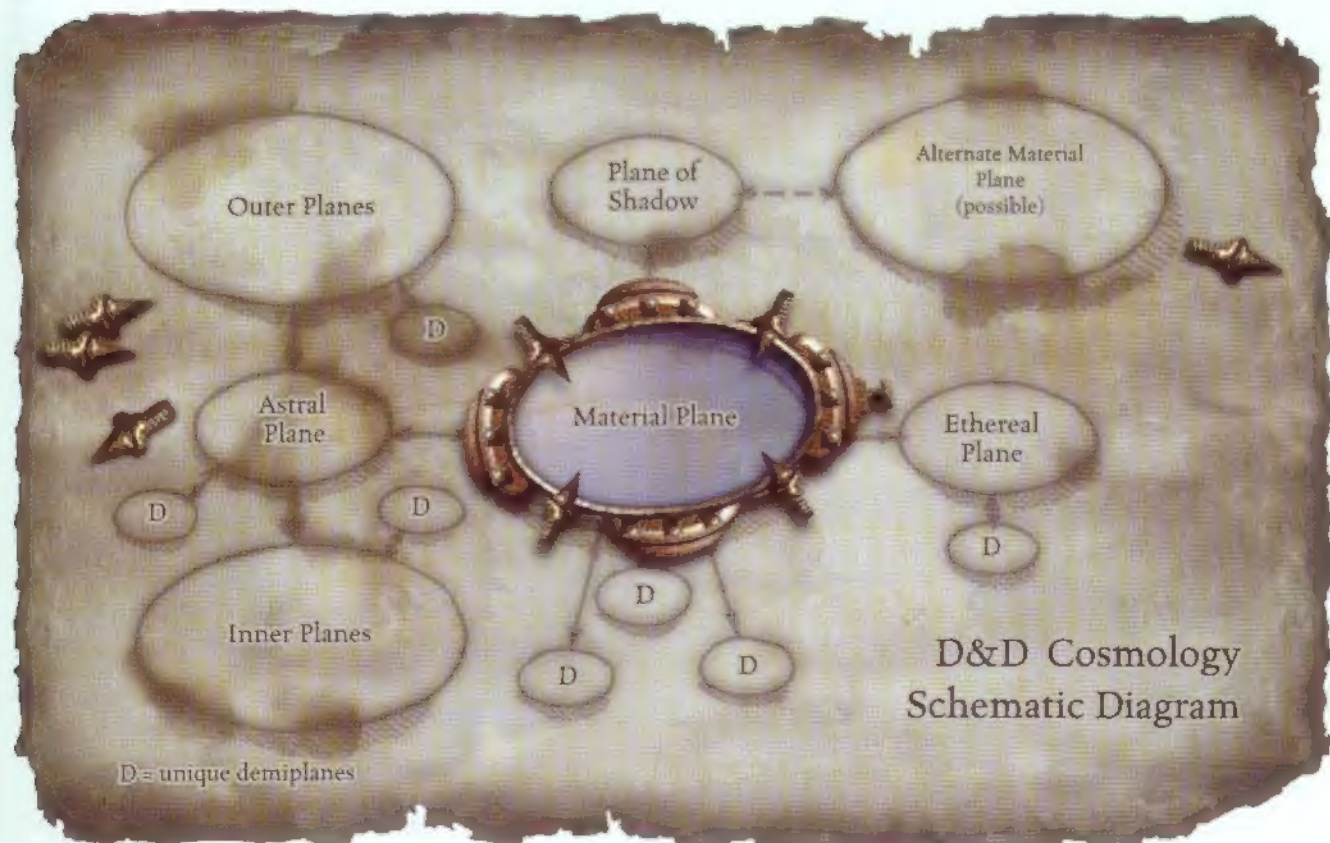 Outer Planes
Plane of
Shadow
Alternate Material
Plane
(possible)
D
Astral
Plane
Material Plane
Ethereal
Plane
D
D
D
D
Inner Planes
D
D
D&D Cosmology
Schematic Diagram
D = unique demiplanes